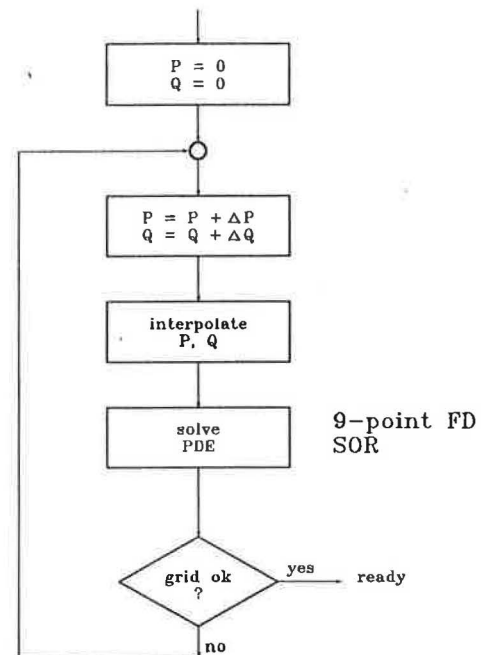 P = 0
Q = 0
P = P + ΔP
Q = Q + ΔQ
interpolate
P, Q
solve
PDE
9-point FD
SOR
grid ok
?
yes
ready
no